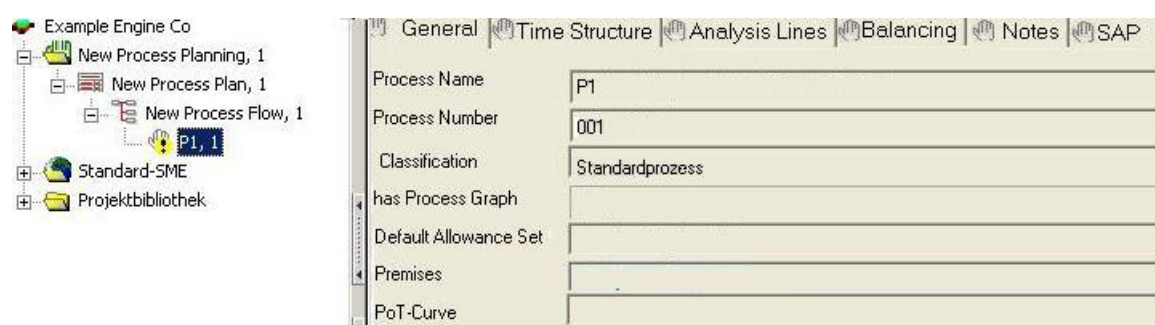 Example Engine Co
New Process Planning, 1
New Process Plan, 1
New Process Flow, 1
P1, 1
Standard-SME
Projektbibliothek
General Time Structure Analysis Lines Balancing Notes SAP
Process Name P1
Process Number 001
Classification Standardprozess
has Process Graph
Default Allowance Set
Premises
PoT-Curve